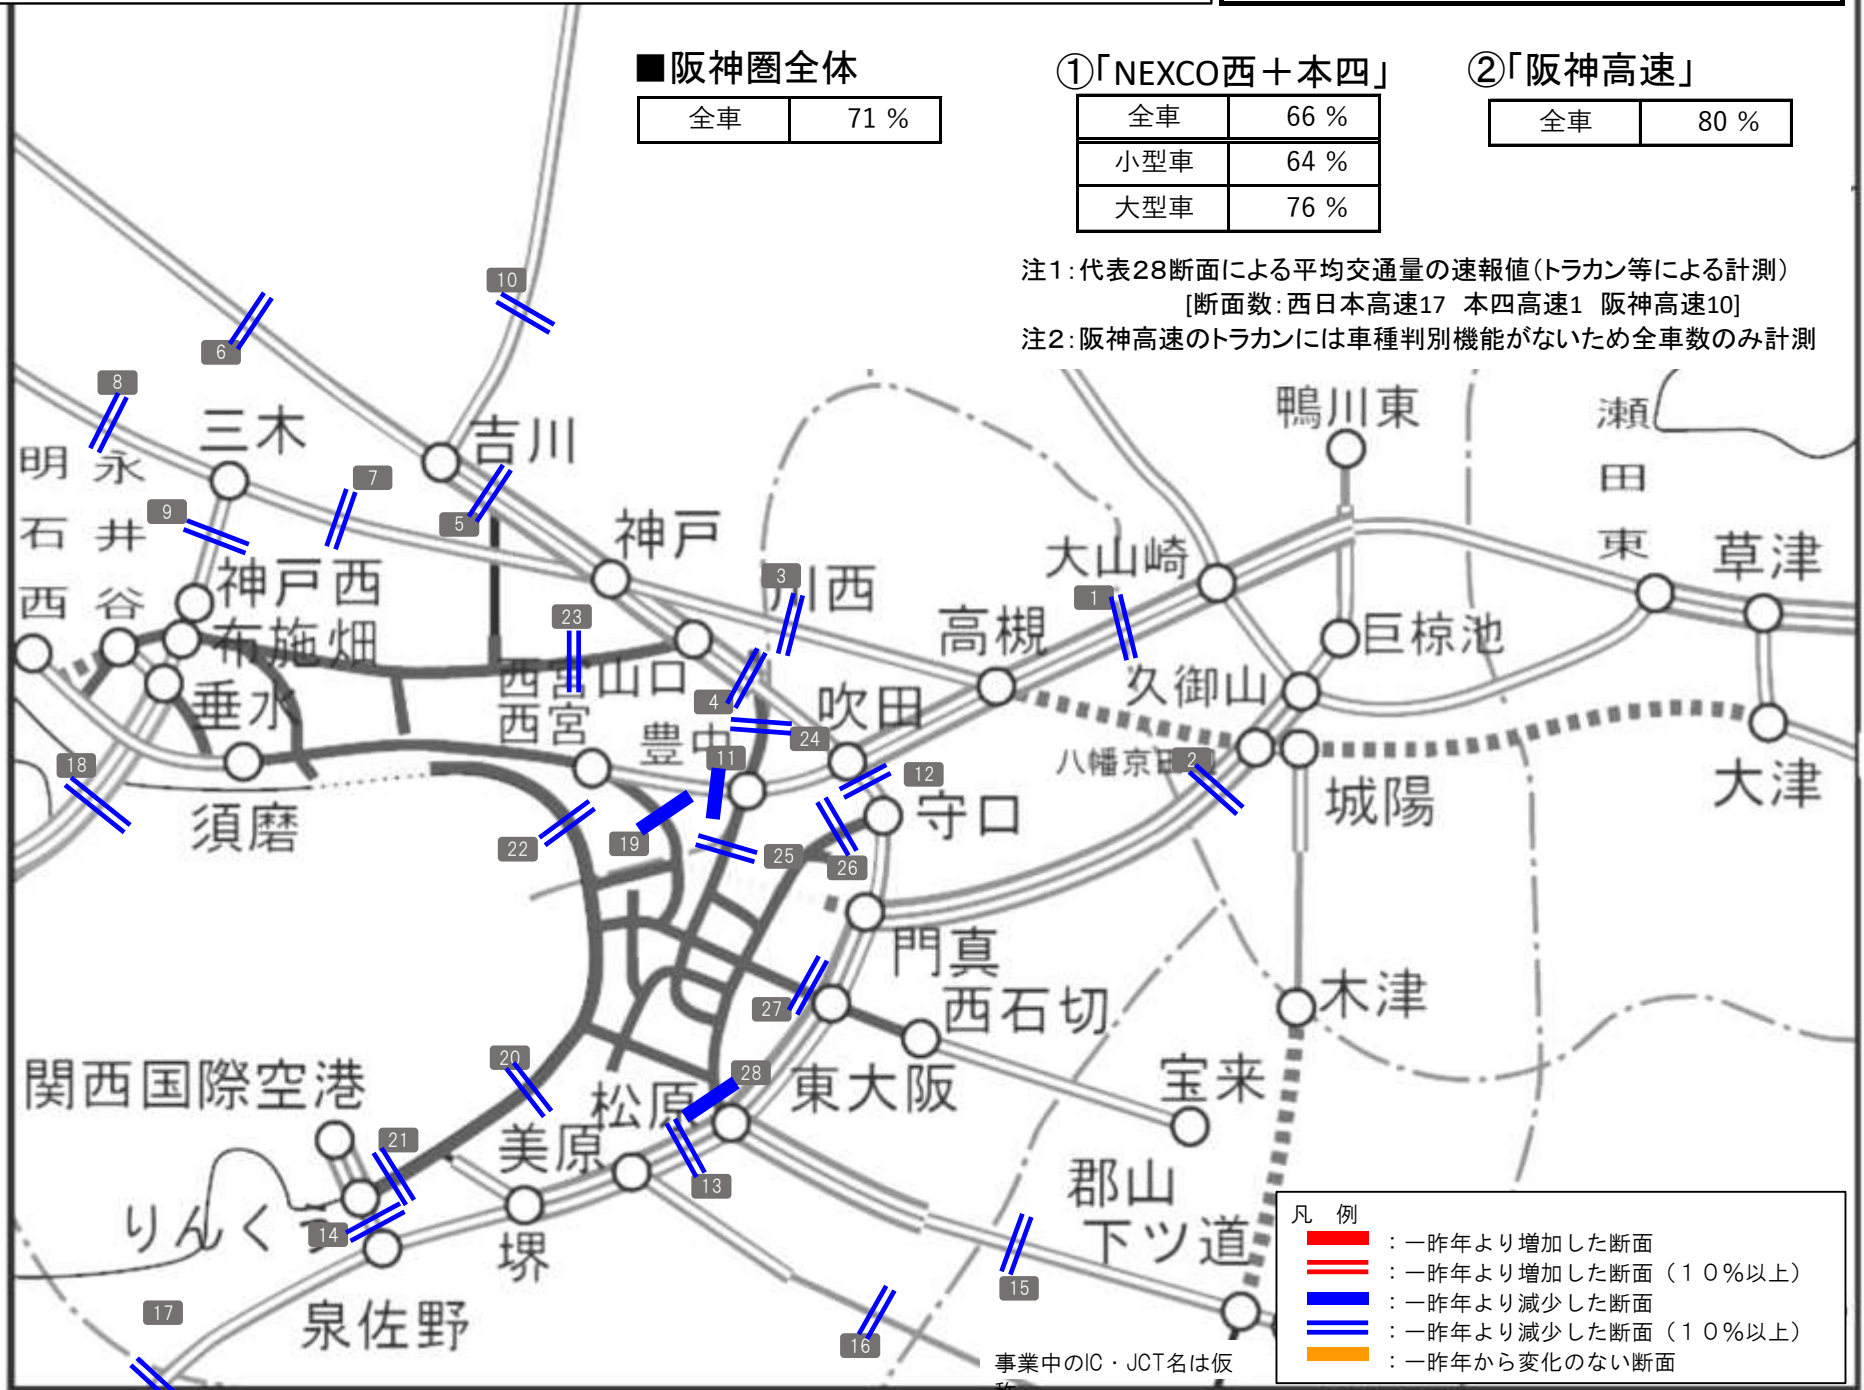 ■阪神圏全体
全車 71 %
①「NEXCO西＋本四」
全車 66 %
小型車 64 %
大型車 76 %
②「阪神高速」
全車 80 %
注1：代表28断面による平均交通量の速報値（トラカン等による計測）
[断面数：西日本高速17 本四高速1 阪神高速10]
注2：阪神高速のトラカンには車種判別機能がないため全車数のみ計測
10
6
8
三木
吉川
鴨川東
瀬田東
明石西
永井谷
7
9
5
神戸
大山崎
草津
神戸西
3
川西
1
23
高槻
巨椋池
布施畑
西宮山口
久御山
垂水
4
吹田
西宮
豊中
24
11
18
12
八幡京田
2
大津
須磨
守口
城陽
22
19
25
26
門真
27
西石切
木津
20
関西国際空港
松原
28
東大阪
宝来
21
美原
13
郡山
りんくう
14
堺
下ツ道
15
17
泉佐野
16
事業中のIC・JCT名は仮
称
凡 例
：一昨年より増加した断面
：一昨年より増加した断面（１０％以上）
：一昨年より減少した断面
：一昨年より減少した断面（１０％以上）
：一昨年から変化のない断面